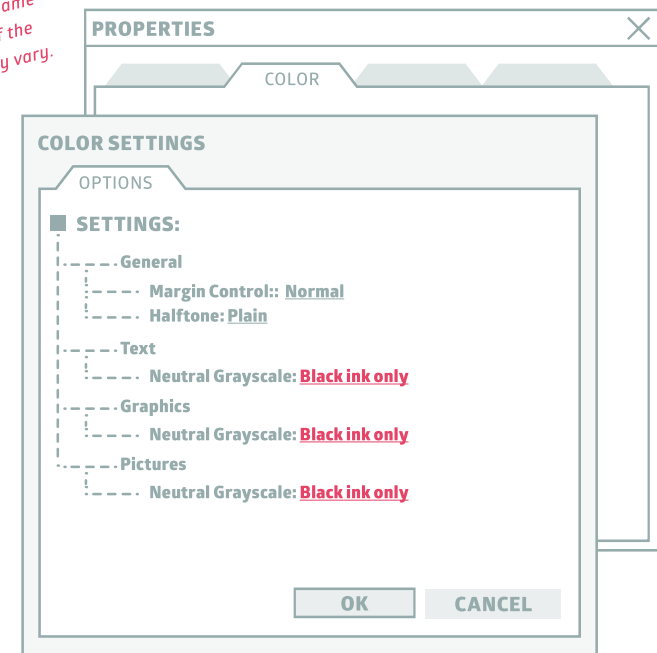 ame
f the
y vary.
PROPERTIES
COLOR
COLOR SETTINGS
OPTIONS
SETTINGS:
General
Margin Control:: Normal
Halftone: Plain
Text
Neutral Grayscale: Black ink only
Graphics
Neutral Grayscale: Black ink only
Pictures
Neutral Grayscale: Black ink only
OK
CANCEL